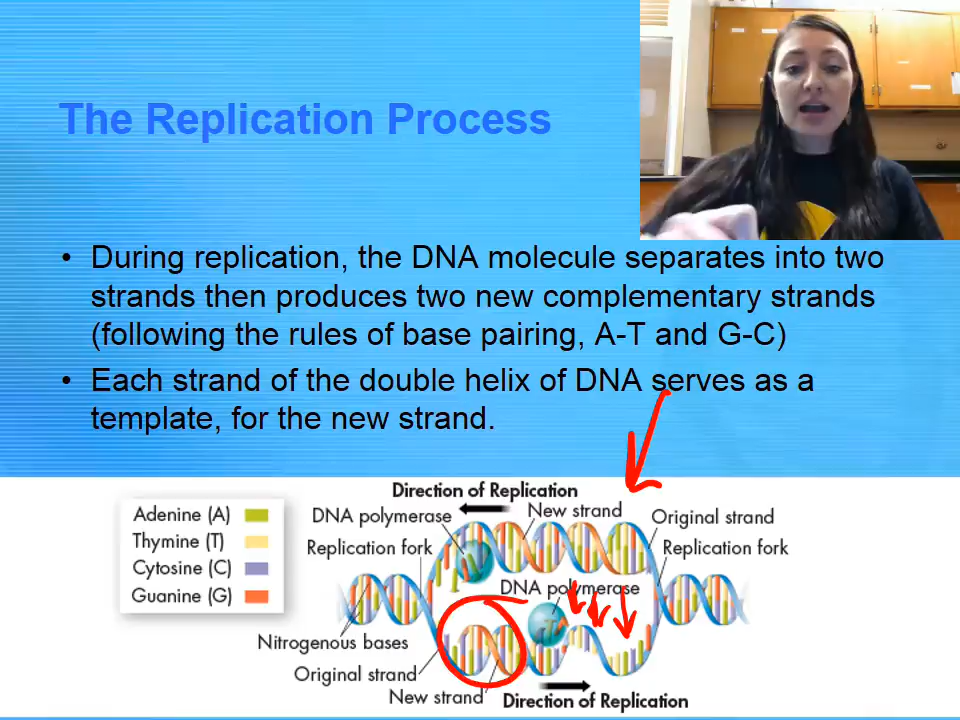 The Replication Process
• During replication, the DNA molecule separates into two
strands then produces two new complementary strands
(following the rules of base pairing, A-T and G-C)
• Each strand of the double helix of DNA serves as a
template, for the new strand.
Direction of Replication
DNA polymerase
New strand
Original strand
Replication fork
Replication fork
Adenine (A)
Thymine (T)
Cytosine (C)
Guanine (G)
DNA polymerase
Nitrogenous bases
Original strand
New strand
Direction of Replication